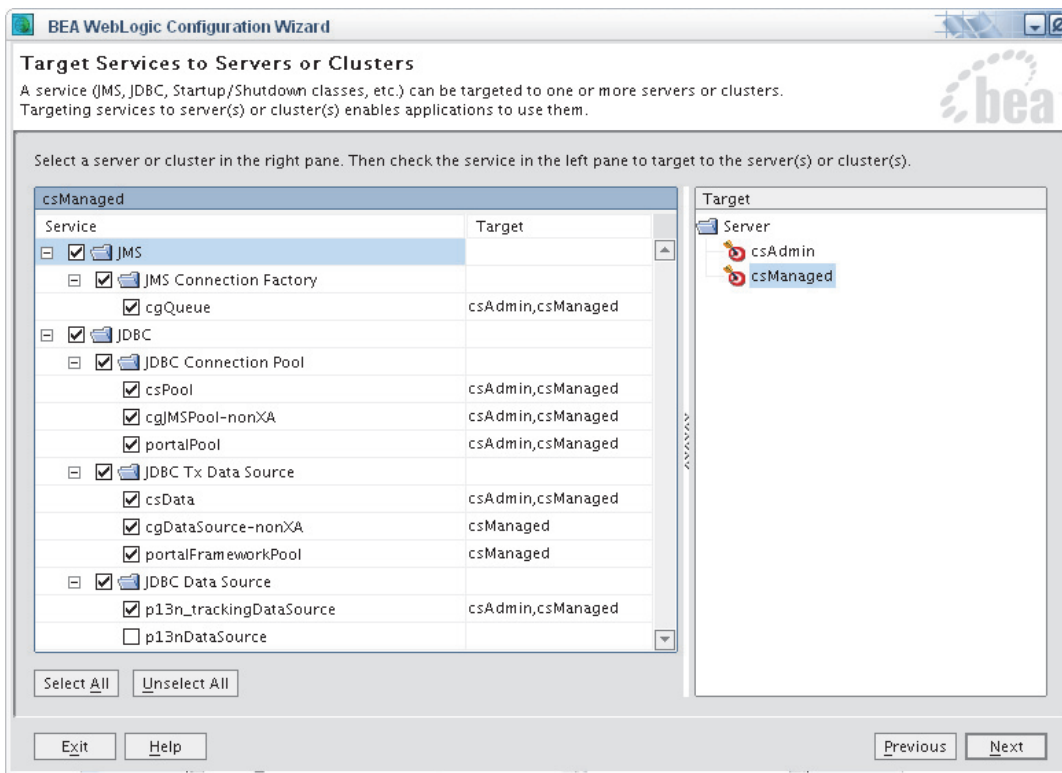 BEA WebLogic Configuration Wizard
Target Services to Servers or Clusters
A service (JMS, JDBC, Startup/Shutdown classes, etc.) can be targeted to one or more servers or clusters.
Targeting services to server(s) or cluster(s) enables applications to use them.
bea
Select a server or cluster in the right pane. Then check the service in the left pane to target to the server(s) or cluster(s).
csManaged
Service Target
JMS
JMS Connection Factory
cgQueue csAdmin,csManaged
JDBC
JDBC Connection Pool
csPool csAdmin,csManaged
cgJMSPool-nonXA csAdmin,csManaged
portalPool csAdmin,csManaged
JDBC Tx Data Source
csData csAdmin,csManaged
cgDataSource-nonXA csManaged
portalFrameworkPool csManaged
JDBC Data Source
p13n_trackingDataSource csAdmin,csManaged
p13nDataSource
Target
Server
csAdmin
csManaged
Select All Unselect All
Exit Help Previous Next